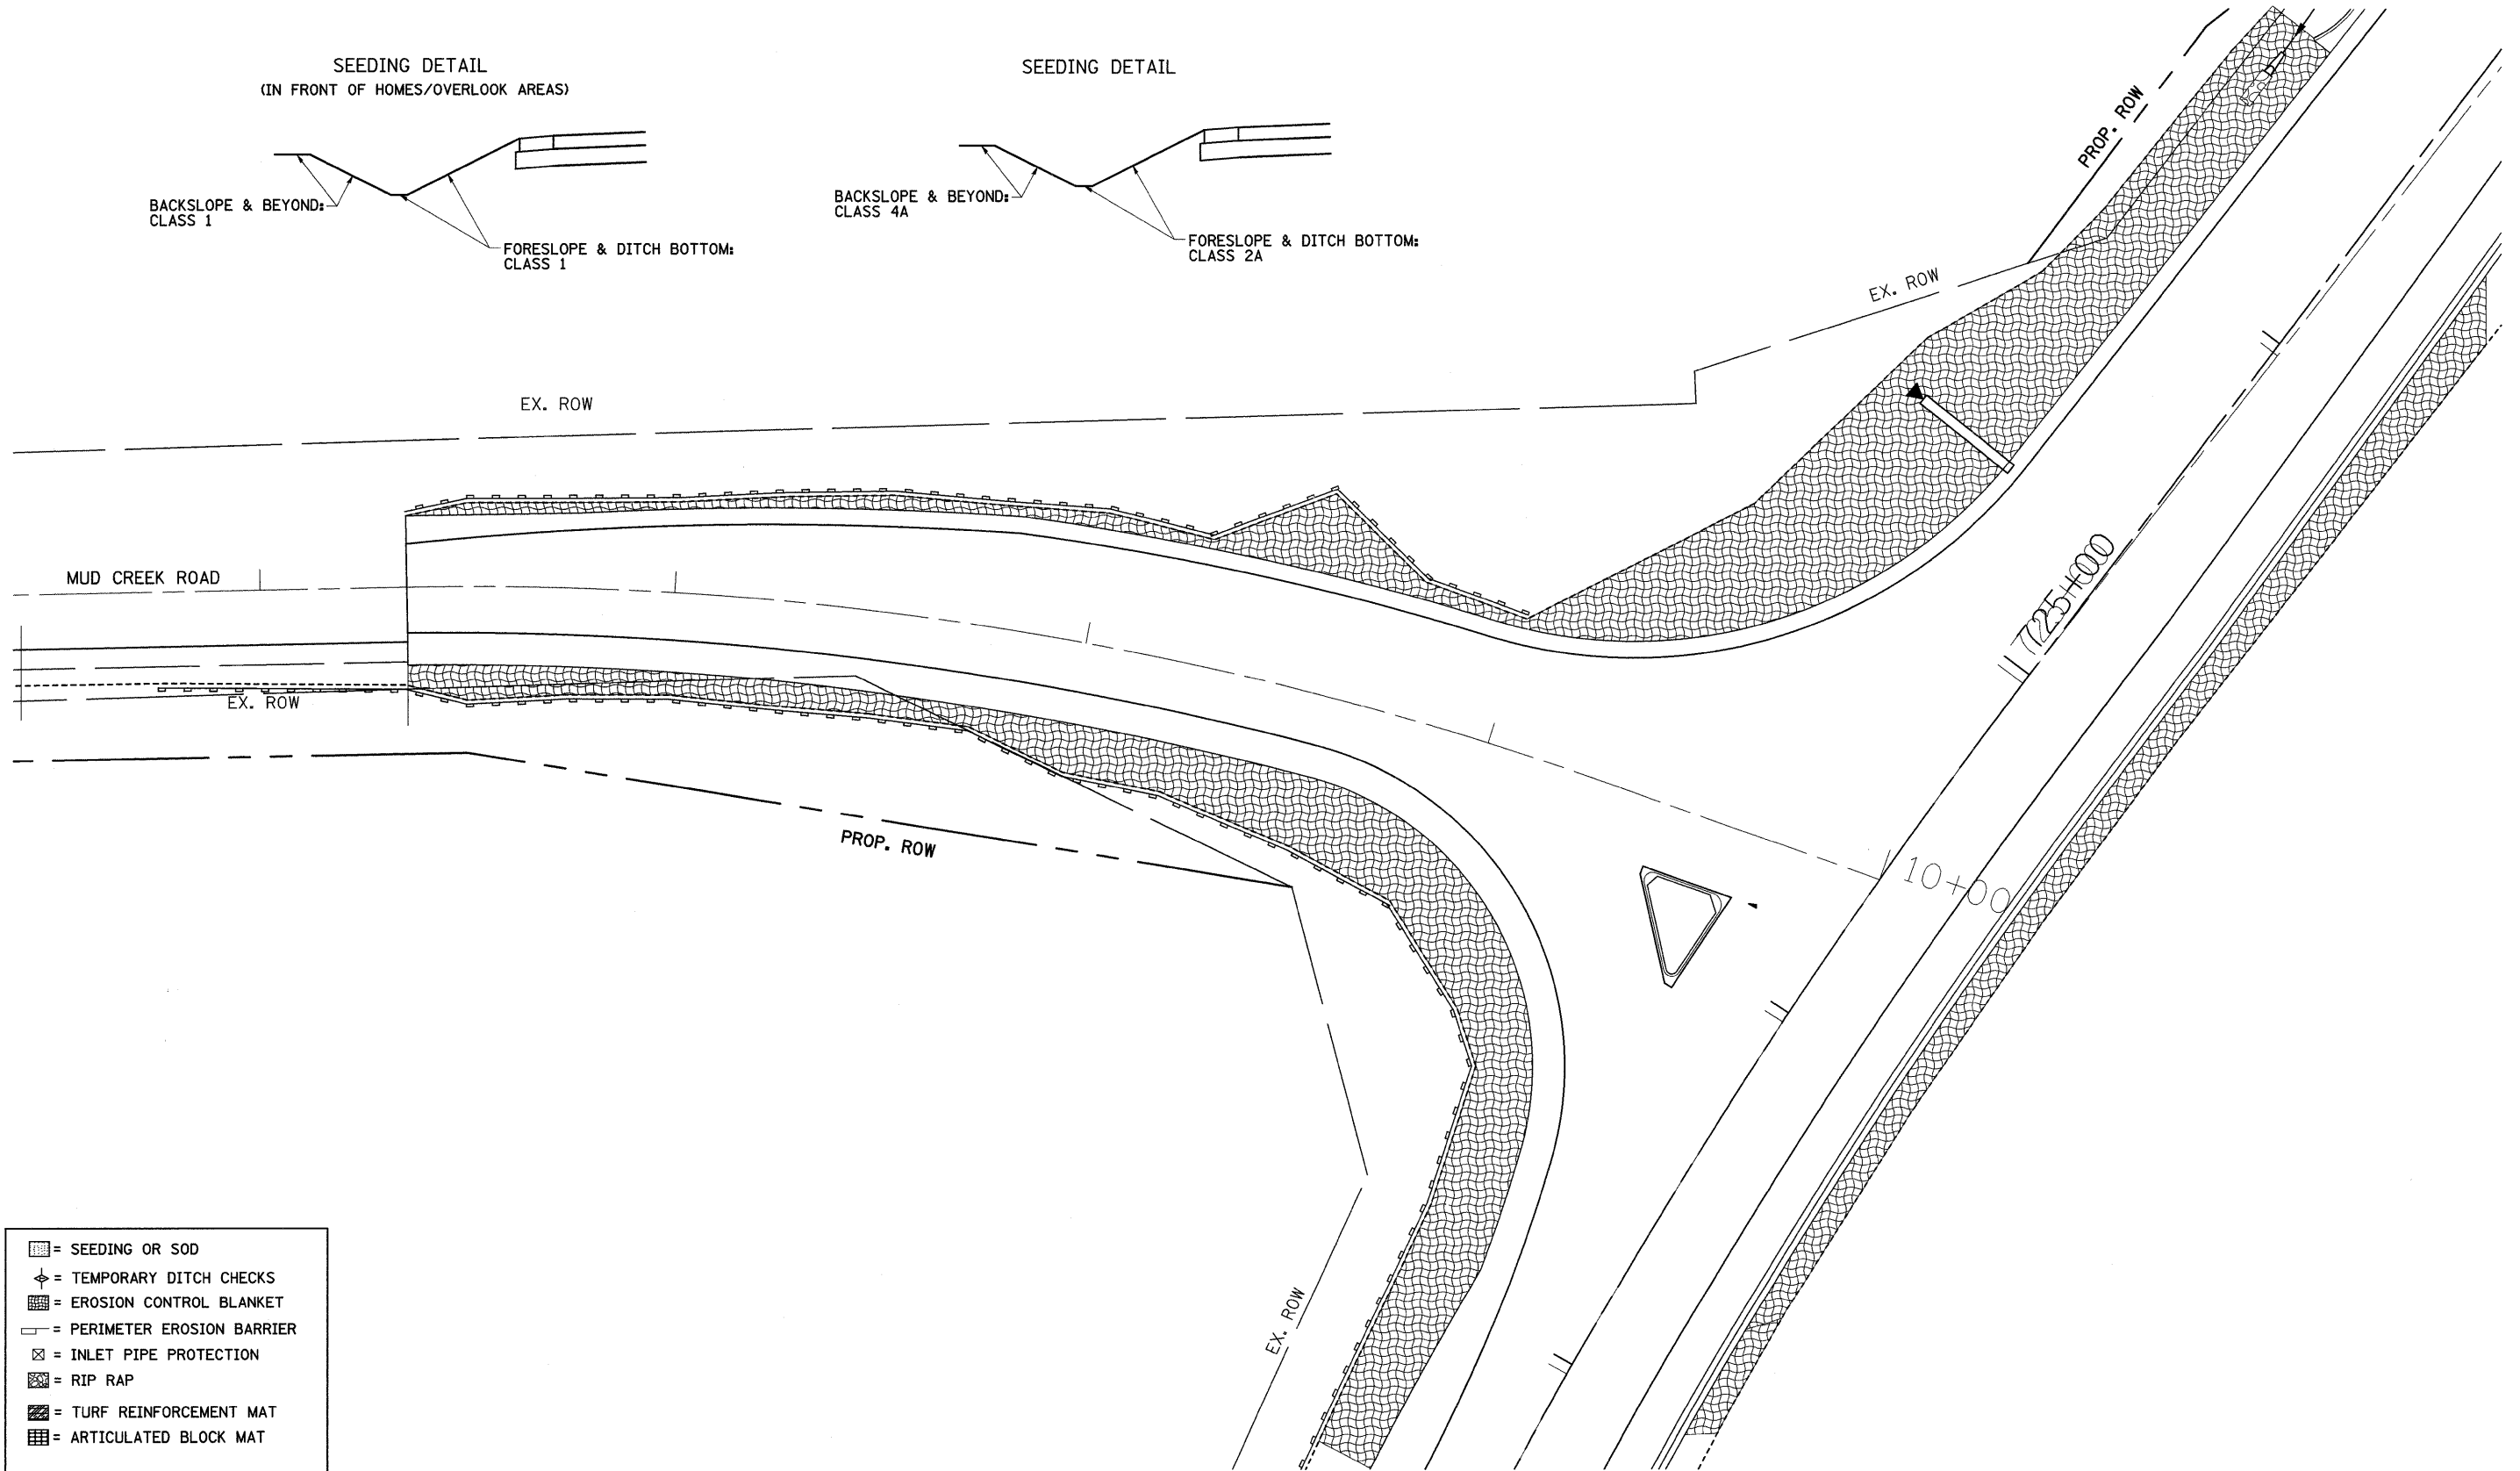 SEEDING DETAIL
(IN FRONT OF HOMES/OVERLOOK AREAS)
BACKSLOPE & BEYOND:
CLASS 1
FORESLOPE & DITCH BOTTOM:
CLASS 1
SEEDING DETAIL
BACKSLOPE & BEYOND:
CLASS 4A
FORESLOPE & DITCH BOTTOM:
CLASS 2A
PROP. ROW
EX. ROW
EX. ROW
MUD CREEK ROAD
EX. ROW
PROP. ROW
10+00
EX. ROW
= SEEDING OR SOD
= TEMPORARY DITCH CHECKS
= EROSION CONTROL BLANKET
= PERIMETER EROSION BARRIER
= INLET PIPE PROTECTION
= RIP RAP
= TURF REINFORCEMENT MAT
= ARTICULATED BLOCK MAT